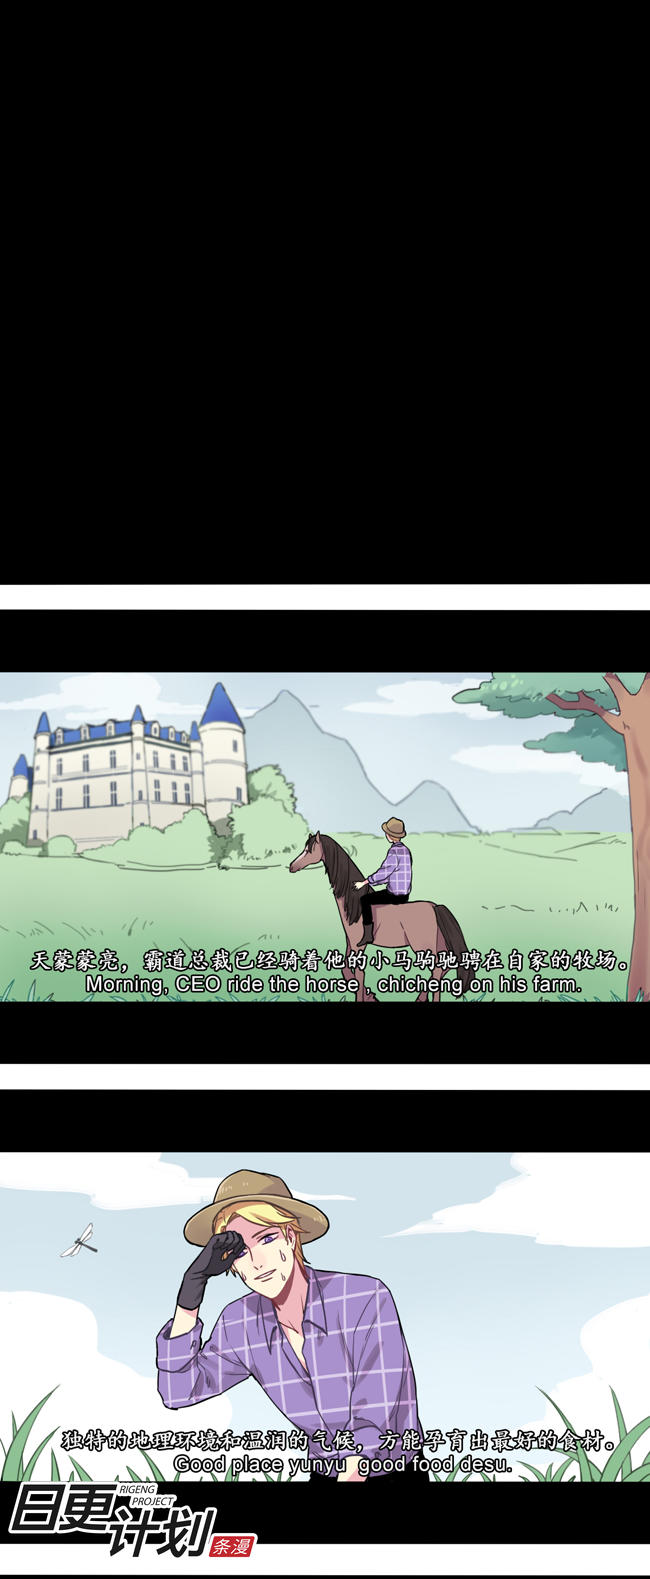 天蒙蒙亮，霸道总裁已经骑着他的小马驹驰骋在自家的牧场。
Morning, CEO ride the horse , chicheng on his farm.
独特的地理环境和温润的气候，方能孕育出最好的食材。
Good place yunyu good food desu.
日更计划
RIGENG
PROJECT
条漫